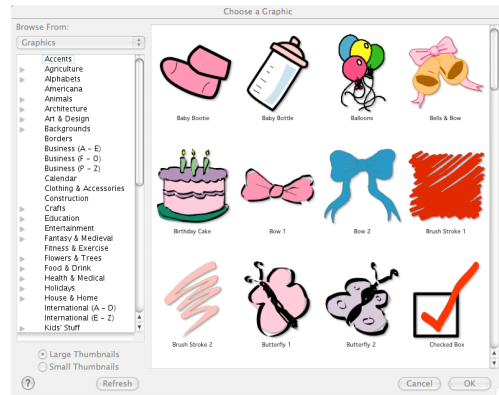 Choose a Graphic
Browse From:
Graphics
Accents
Agriculture
Alphabets
Americana
Animals
Architecture
Art & Design
Backgrounds
Borders
Business (A – E)
Business (F – O)
Business (P – Z)
Calendar
Clothing & Accessories
Construction
Crafts
Education
Entertainment
Fantasy & Medieval
Fitness & Exercise
Flowers & Trees
Food & Drink
Health & Medical
Holidays
House & Home
International (A – D)
International (E – Z)
Kids' Stuff
Large Thumbnails
Small Thumbnails
? Refresh
Baby Bootie Baby Bottle Balloons Bells & Bow
Birthday Cake Bow 1 Bow 2 Brush Stroke 1
Brush Stroke 2 Butterfly 1 Butterfly 2 Checked Box
Cancel OK